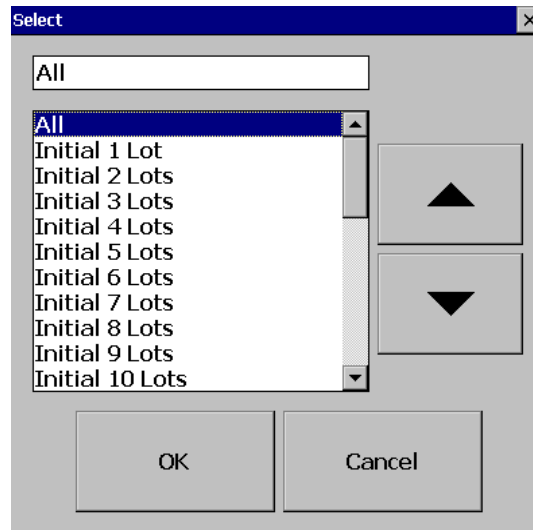 Select
All
All
Initial 1 Lot
Initial 2 Lots
Initial 3 Lots
Initial 4 Lots
Initial 5 Lots
Initial 6 Lots
Initial 7 Lots
Initial 8 Lots
Initial 9 Lots
Initial 10 Lots
OK
Cancel